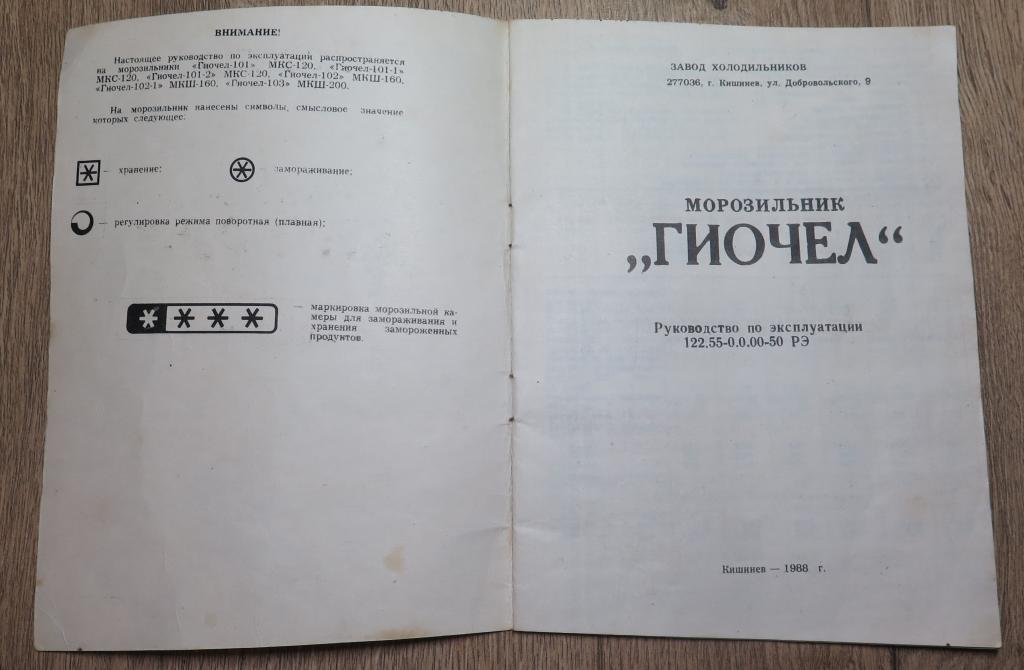 ВНИМАНИЕ!
Настоящее руководство по эксплуатаций распространяется
на морозильники «Гиочел-101» МКС-120, «Гиочел-101-1»
МКС-120, «Гиочел-101-2» МКС-120, «Гиочел-102» МКШ-160,
«Гиочел-102-1» МКШ-160, «Гиочел-103» МКШ-200.
На морозильник нанесены символы, смысловое значение
которых следующее:
— хранение;
— замораживание;
— регулировка режима поворотная (плавная);
— маркировка морозильной ка-
меры для замораживания и
хранения замороженных
продуктов.
ЗАВОД ХОЛОДИЛЬНИКОВ
277036, г. Кишинев, ул. Добровольского, 9
МОРОЗИЛЬНИК
„ГИОЧЕЛ“
Руководство по эксплуатации
122.55-0.0.00-50 РЭ
Кишинев — 1988 г.